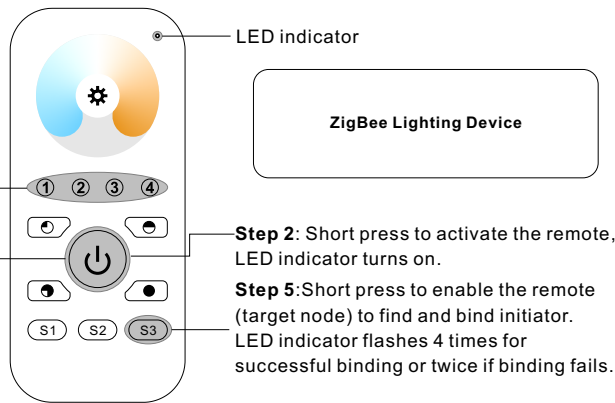 LED indicator
ZigBee Lighting Device
1 2 3 4
Step 2: Short press to activate the remote,
LED indicator turns on.
Step 5:Short press to enable the remote
(target node) to find and bind initiator.
LED indicator flashes 4 times for
successful binding or twice if binding fails.
S1 S2 S3